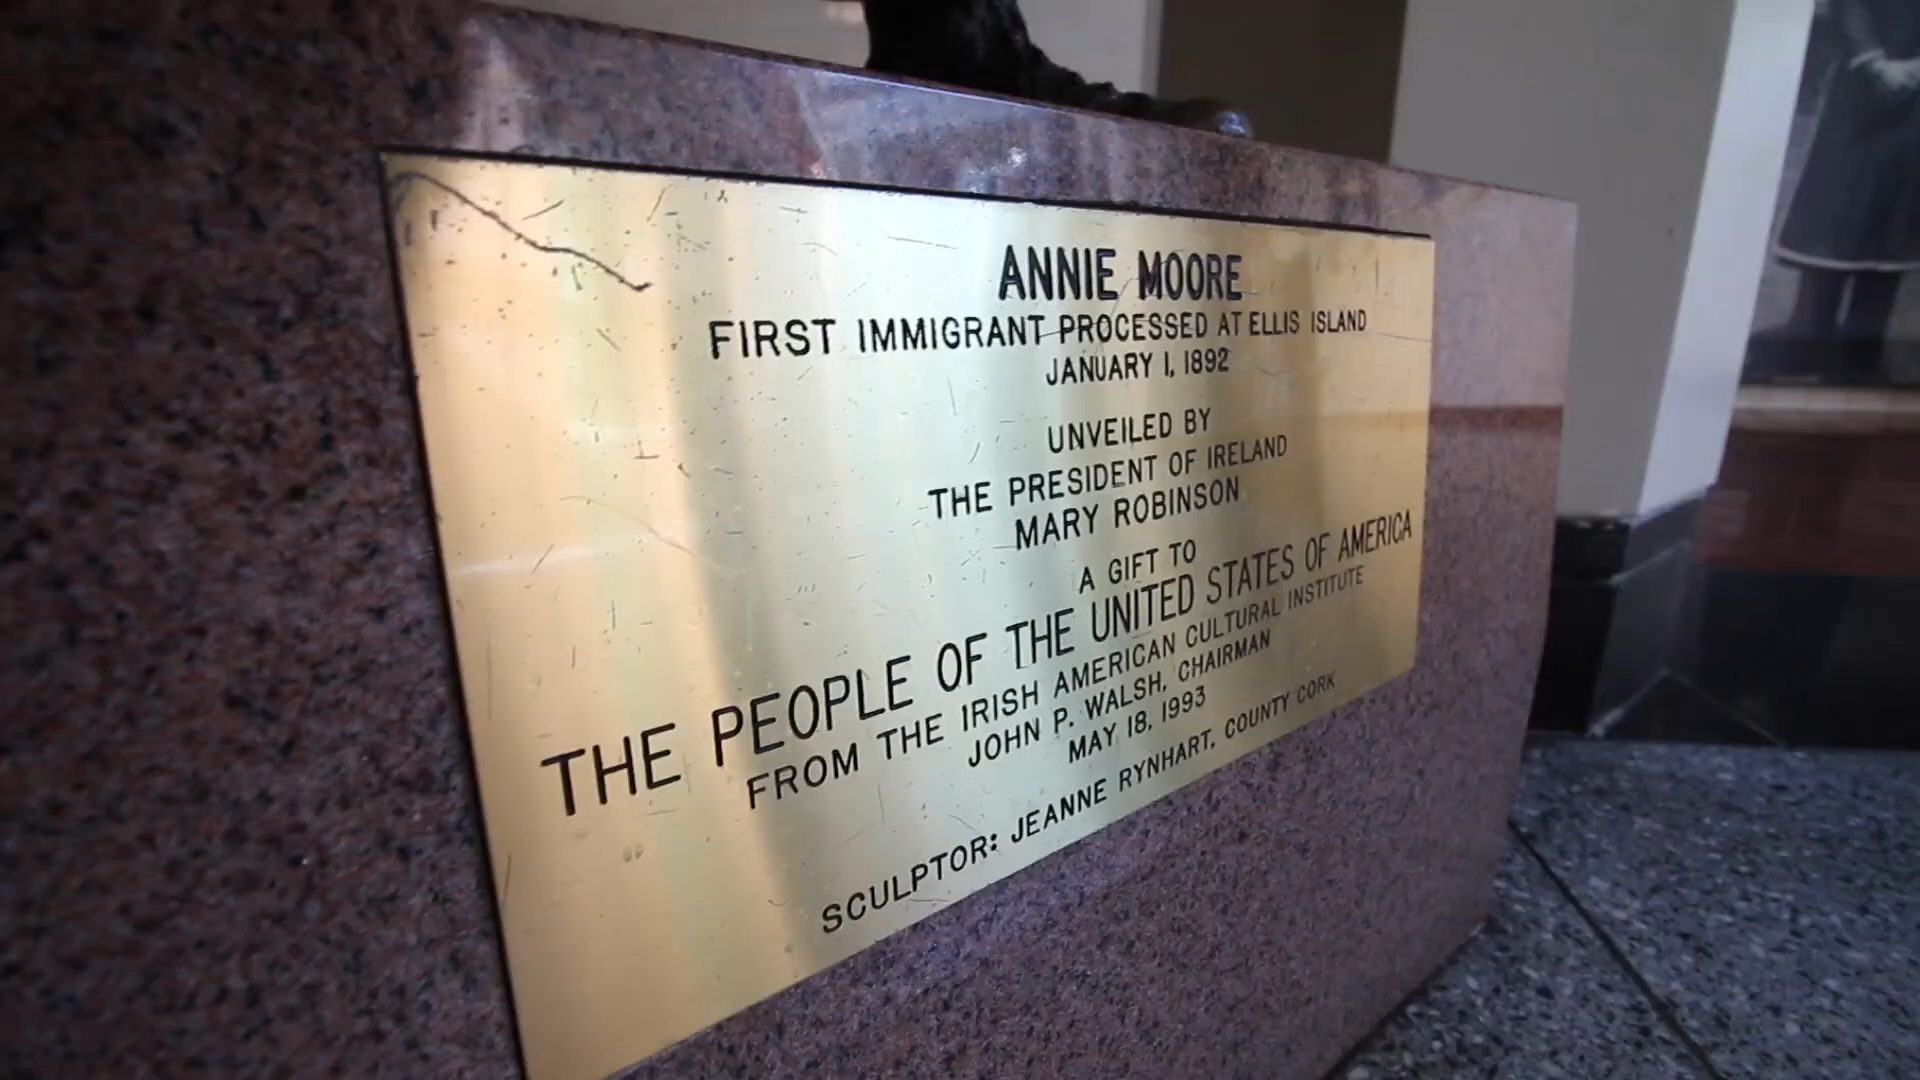 ANNIE MOORE
FIRST IMMIGRANT PROCESSED AT ELLIS ISLAND
JANUARY 1, 1892
UNVEILED BY
THE PRESIDENT OF IRELAND
MARY ROBINSON
A GIFT TO
THE PEOPLE OF THE UNITED STATES OF AMERICA
FROM THE IRISH AMERICAN CULTURAL INSTITUTE
JOHN P. WALSH, CHAIRMAN
MAY 18, 1993
SCULPTOR: JEANNE RYNHART, COUNTY CORK